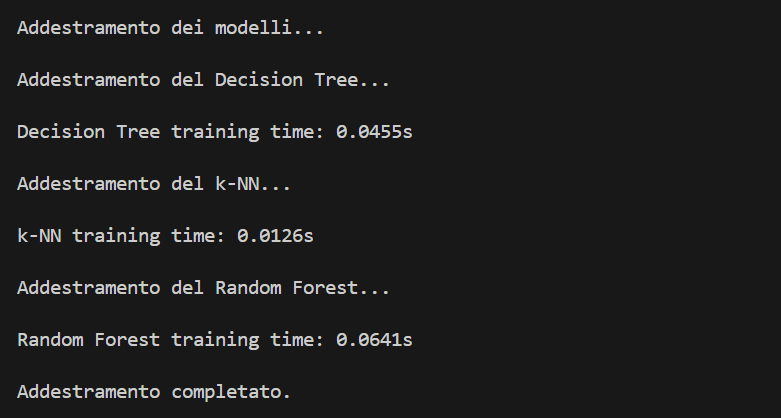 Addestramento dei modelli...
Addestramento del Decision Tree...
Decision Tree training time: 0.0455s
Addestramento del k-NN...
k-NN training time: 0.0126s
Addestramento del Random Forest...
Random Forest training time: 0.0641s
Addestramento completato.